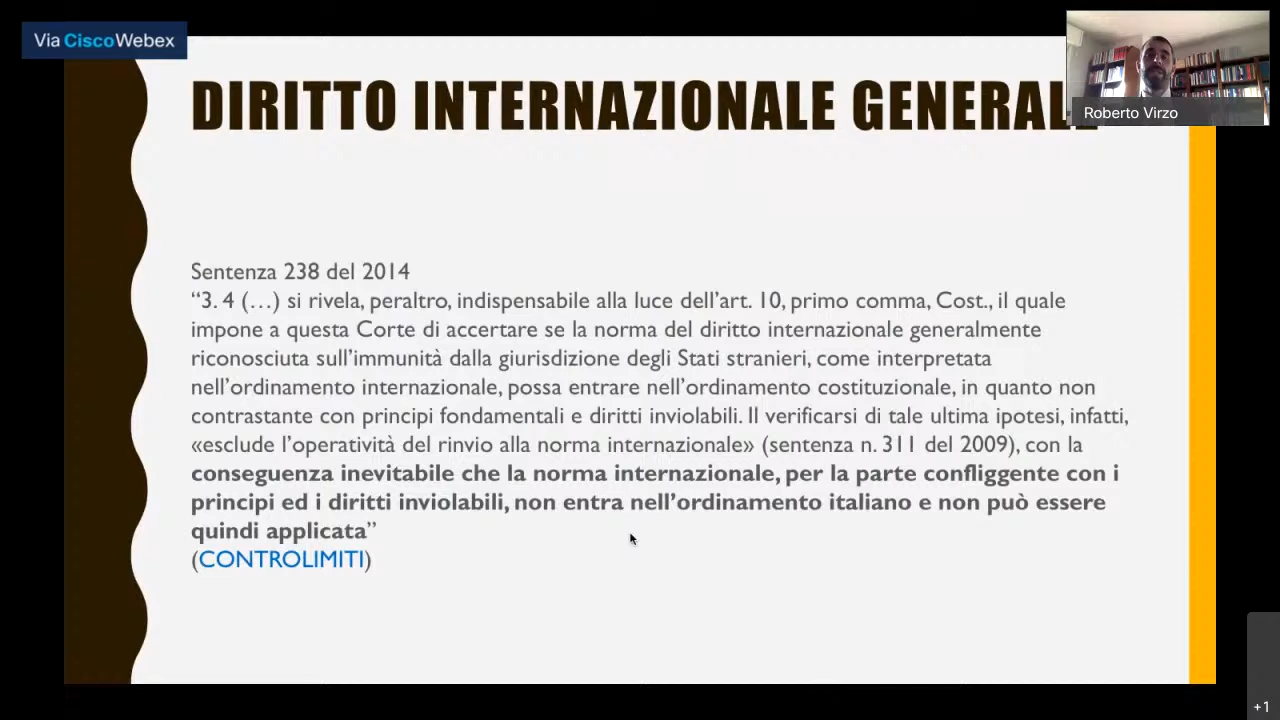 Via CiscoWebex
DIRITTO INTERNAZIONALE GENERALE
Roberto Virzo
Sentenza 238 del 2014
“3. 4 (…) si rivela, peraltro, indispensabile alla luce dell’art. 10, primo comma, Cost., il quale
impone a questa Corte di accertare se la norma del diritto internazionale generalmente
riconosciuta sull’immunità dalla giurisdizione degli Stati stranieri, come interpretata
nell’ordinamento internazionale, possa entrare nell’ordinamento costituzionale, in quanto non
contrastante con principi fondamentali e diritti inviolabili. Il verificarsi di tale ultima ipotesi, infatti,
«esclude l’operatività del rinvio alla norma internazionale» (sentenza n. 311 del 2009), con la
conseguenza inevitabile che la norma internazionale, per la parte confliggente con i
principi ed i diritti inviolabili, non entra nell’ordinamento italiano e non può essere
quindi applicata”
(CONTROLIMITI)
+1